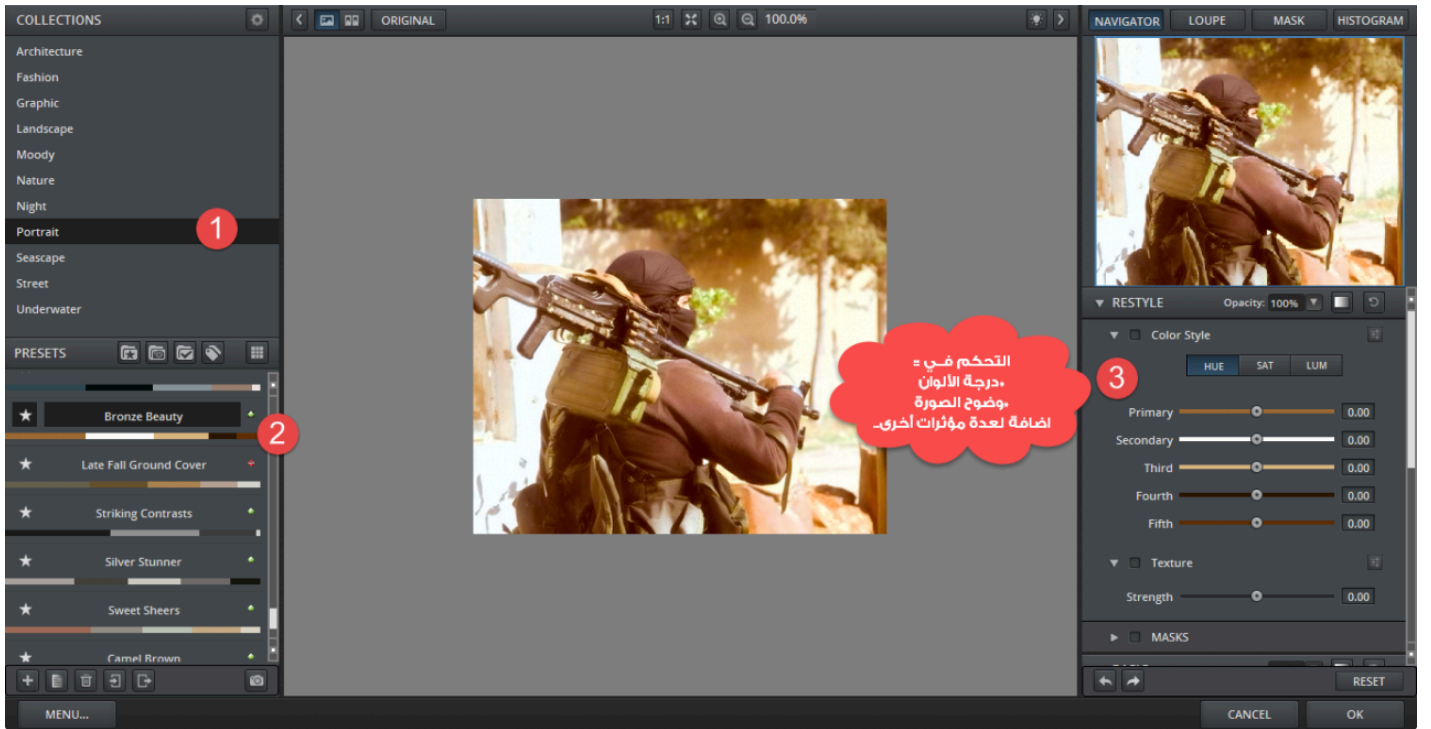 COLLECTIONS
Architecture
Fashion
Graphic
Landscape
Moody
Nature
Night
Portrait
1
Seascape
Street
Underwater
PRESETS
Bronze Beauty
2
Late Fall Ground Cover
Striking Contrasts
Silver Stunner
Sweet Sheers
Camel Brown
MENU...
ORIGINAL
1:1
100.0%
التحكم في =
•درجة الألوان
•وضوح الصورة
اضافة لعدة مؤثرات أخرى..
NAVIGATOR LOUPE MASK HISTOGRAM
RESTYLE Opacity: 100%
Color Style
3
HUE SAT LUM
Primary 0.00
Secondary 0.00
Third 0.00
Fourth 0.00
Fifth 0.00
Texture
Strength 0.00
MASKS
RESET
CANCEL OK